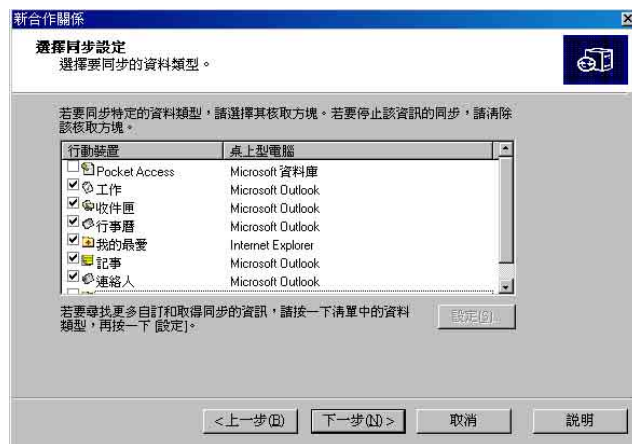 新合作關係
選擇同步設定
選擇要同步的資料類型。
若要同步特定的資料類型，請選擇其核取方塊。若要停止該資訊的同步，請清除
該核取方塊。
行動裝置 桌上型電腦
Pocket Access Microsoft 資料庫
工作 Microsoft Outlook
收件匣 Microsoft Outlook
行事曆 Microsoft Outlook
我的最愛 Internet Explorer
記事 Microsoft Outlook
連絡人 Microsoft Outlook
若要尋找更多自訂和取得同步的資訊，請按一下清單中的資料
類型，再按一下 [設定]。
設定(S)...
<上一步(B) 下一步(N)> 取消 說明